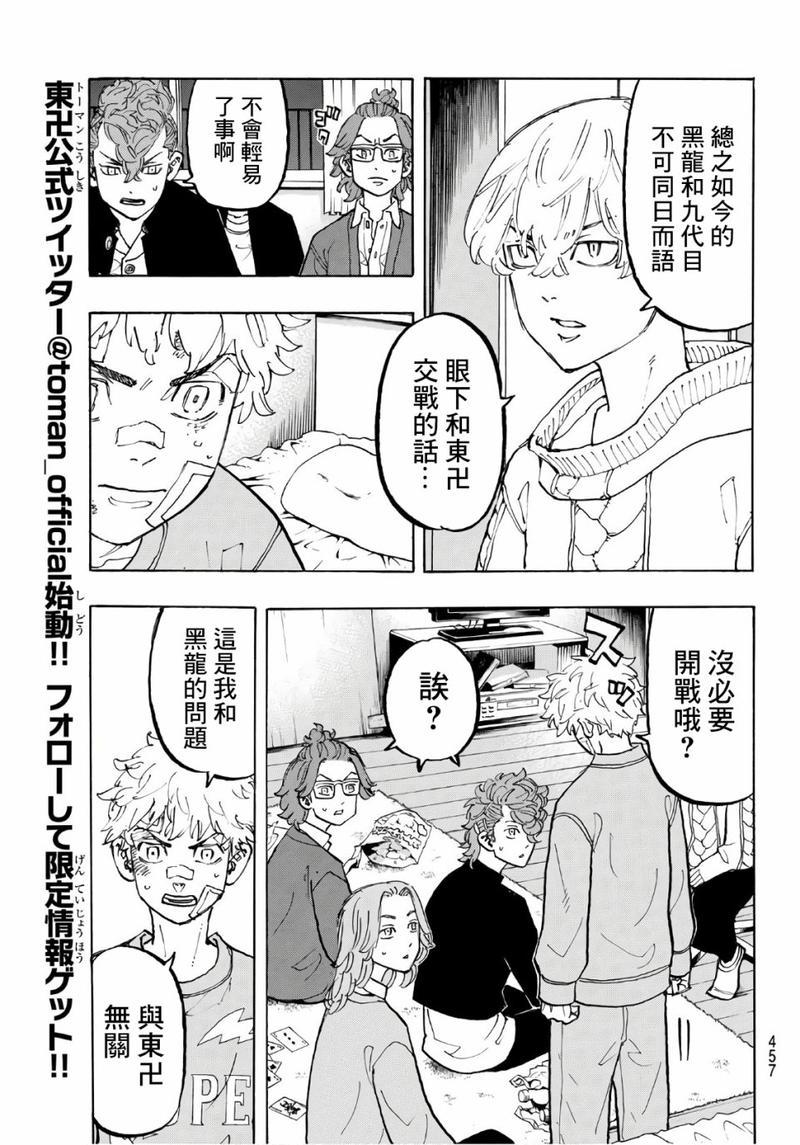 總之如今的
黑龍和九代目
不可同日而語
眼下和東卍
交戰的話…
不會輕易
了事啊
沒必要
開戰哦?
スッ
誒?
這是我和
黑龍的問題
與東卍
無關
OPE
東卍公式ツイッター@toman_official始動!! フォローして限定情報ゲット!!
トーマンこうしき
しどう
げんていじょうほう
457